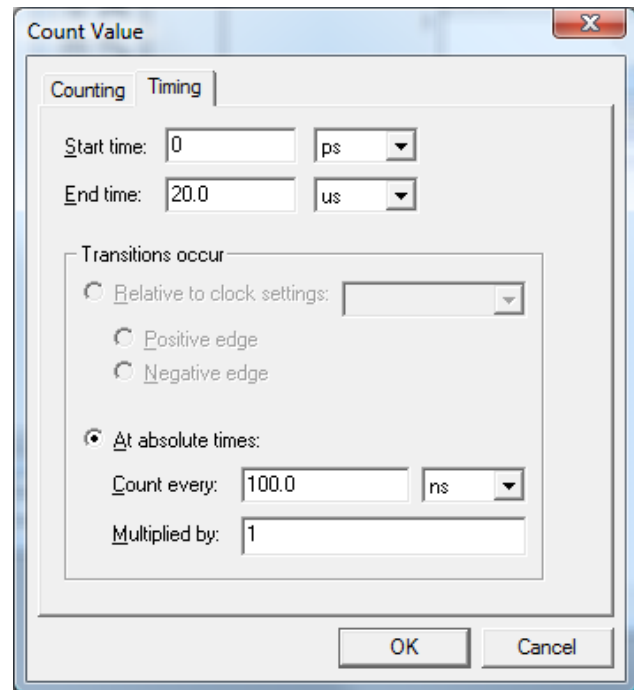 Count Value
Counting Timing
Start time: 0 ps
End time: 20.0 us
Transitions occur
Relative to clock settings:
Positive edge
Negative edge
At absolute times:
Count every: 100.0 ns
Multiplied by: 1
OK Cancel